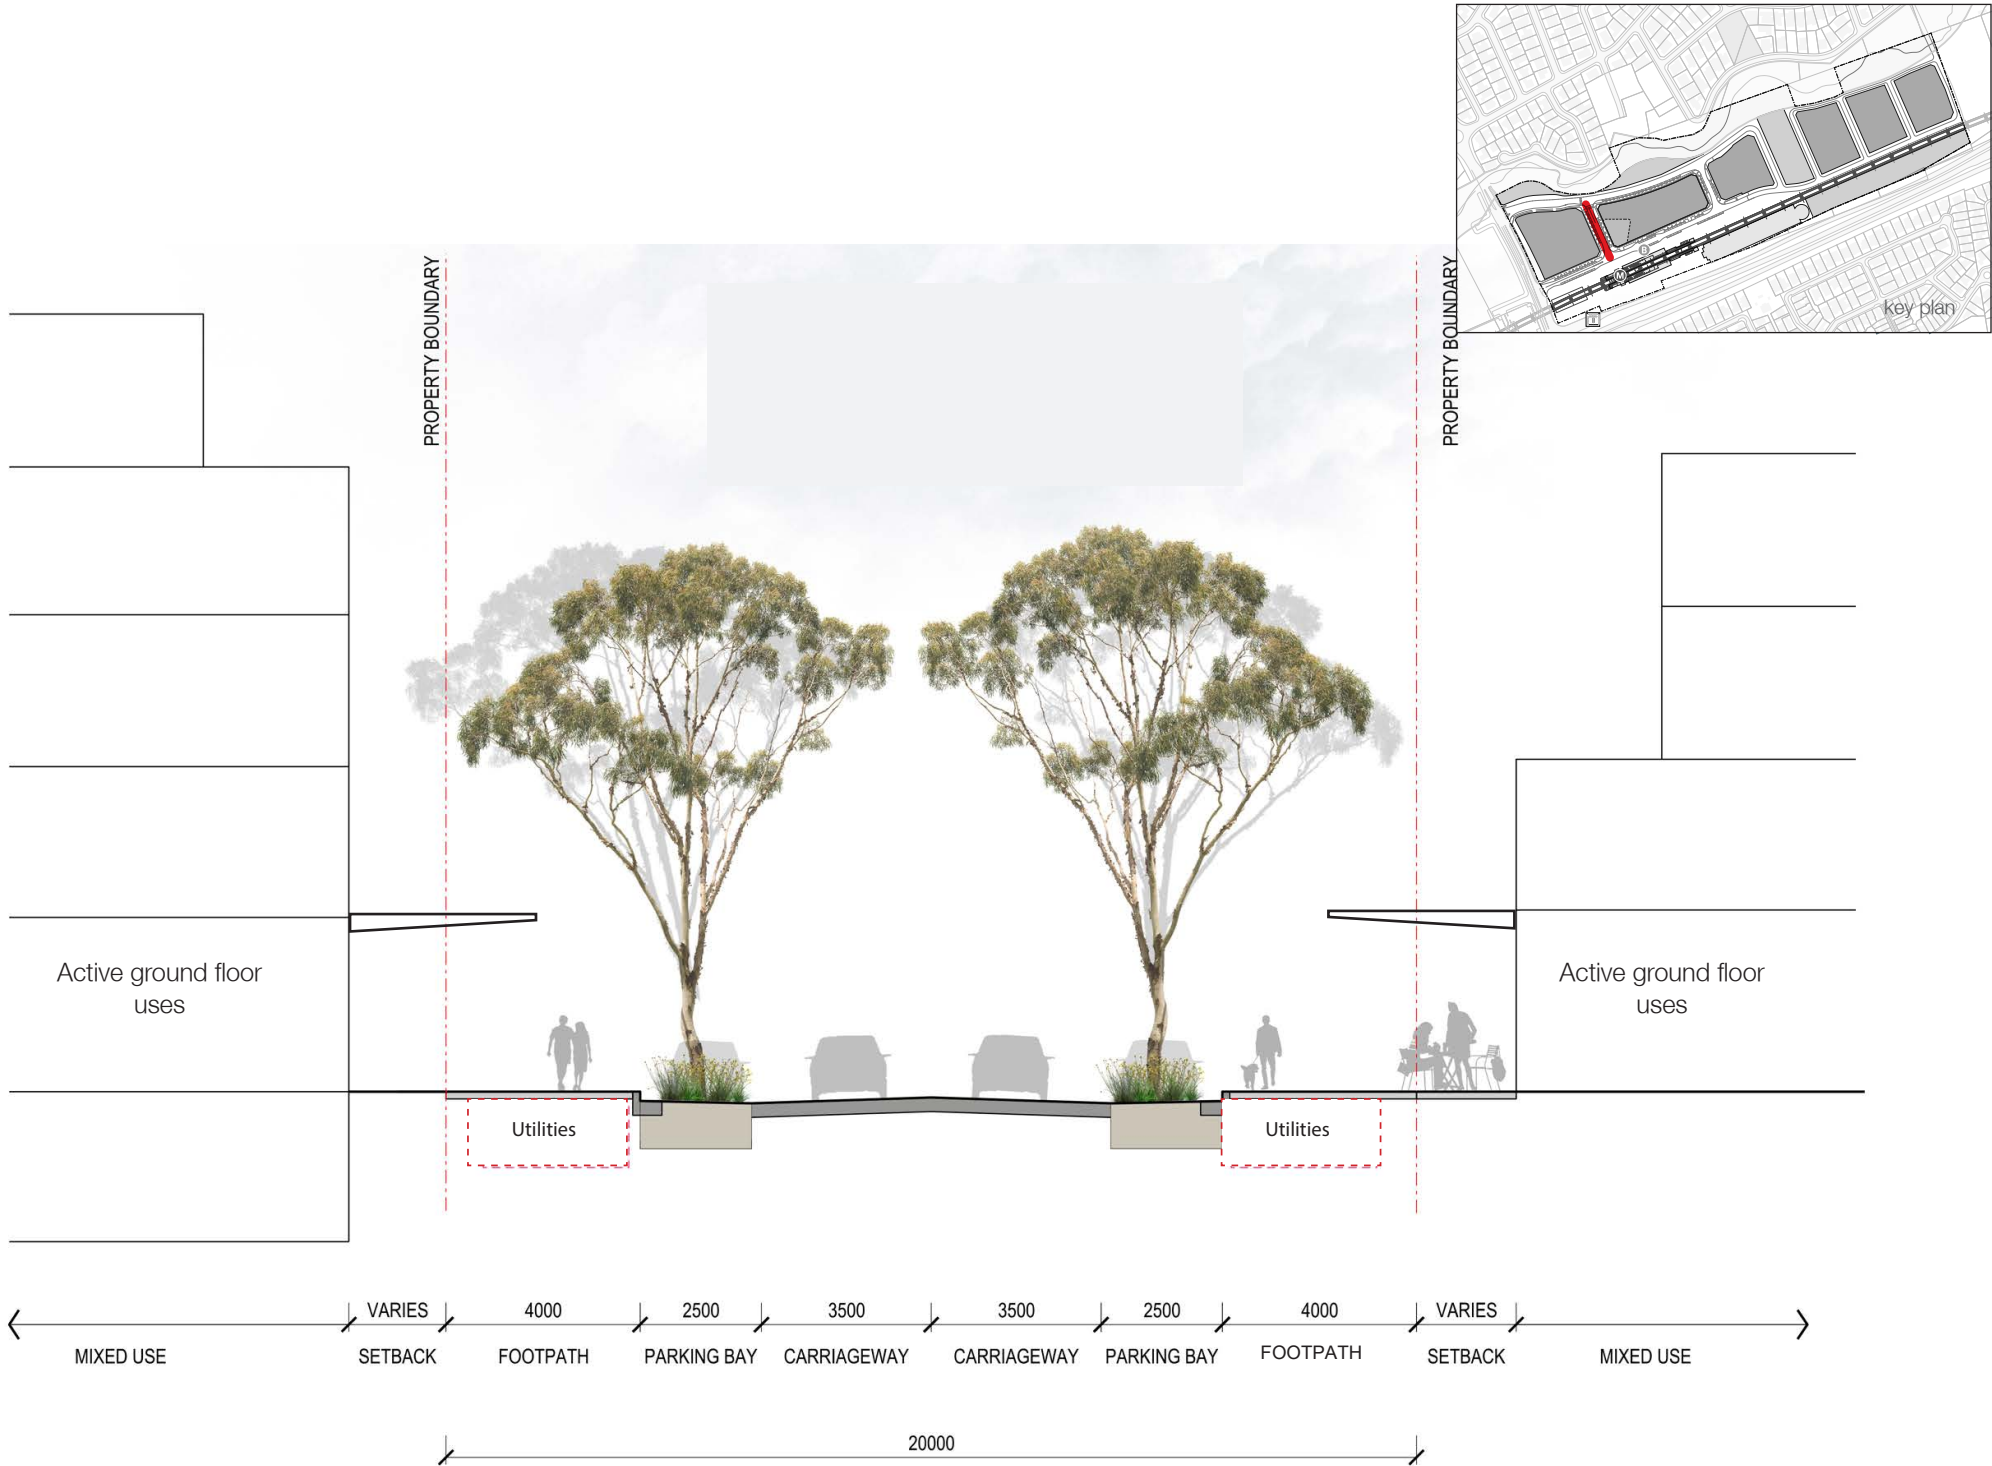 key plan
M
B
PROPERTY BOUNDARY
PROPERTY BOUNDARY
Active ground floor
uses
Active ground floor
uses
Utilities
Utilities
VARIES 4000 2500 3500 3500 2500 4000 VARIES
MIXED USE SETBACK FOOTPATH PARKING BAY CARRIAGEWAY CARRIAGEWAY PARKING BAY FOOTPATH SETBACK MIXED USE
20000